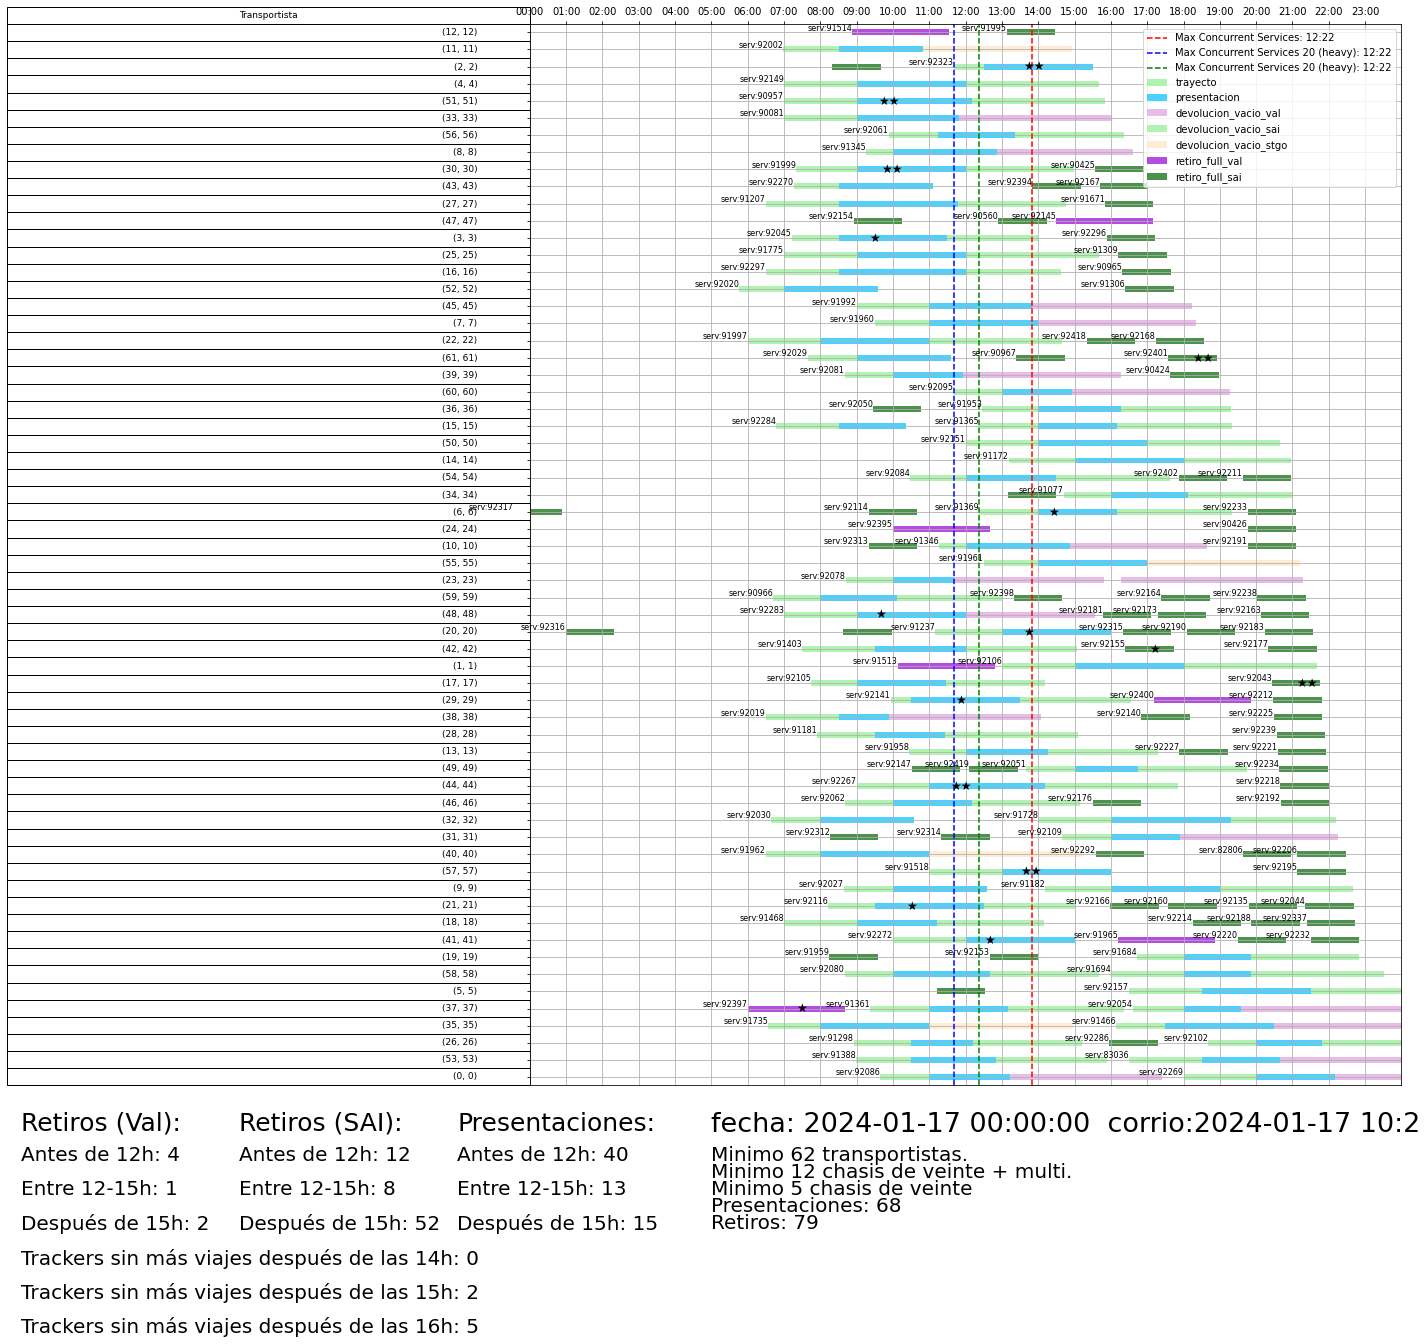 Transportista 00:00 01:00 02:00 03:00 04:00 05:00 06:00 07:00 08:00 09:00 10:00 11:00 12:00 13:00 14:00 15:00 16:00 17:00 18:00 19:00 20:00 21:00 22:00 23:00
(12, 12) serv:91514 serv:91995
(11, 11) serv:92002
(2, 2) serv:92323
(4, 4) serv:92149
(51, 51) serv:90957
(33, 33) serv:90081
(56, 56) serv:92061
(8, 8) serv:91345
(30, 30) serv:91999 serv:90425
(43, 43) serv:92270 serv:92394 serv:92167
(27, 27) serv:91207 serv:91671
(47, 47) serv:92154 serv:90560 serv:92145
(3, 3) serv:92045 serv:92296
(25, 25) serv:91775 serv:91309
(16, 16) serv:92297 serv:90965
(52, 52) serv:92020 serv:91306
(45, 45) serv:91992
(7, 7) serv:91960
(22, 22) serv:91997 serv:92418 serv:92168
(61, 61) serv:92029 serv:90967 serv:92401
(39, 39) serv:92081 serv:90424
(60, 60) serv:92095
(36, 36) serv:92050 serv:91953
(15, 15) serv:92284 serv:91365
(50, 50) serv:92151
(14, 14) serv:91172
(54, 54) serv:92084 serv:92402 serv:92211
(34, 34) serv:91077
(6, 6) serv:92317 serv:92114 serv:91369 serv:92233
(24, 24) serv:92395 serv:90426
(10, 10) serv:92313 serv:91346 serv:92191
(55, 55) serv:91961
(23, 23) serv:92078
(59, 59) serv:90966 serv:92398 serv:92164 serv:92238
(48, 48) serv:92283 serv:92181 serv:92173 serv:92163
(20, 20) serv:92316 serv:91237 serv:92315 serv:92190 serv:92183
(42, 42) serv:91403 serv:92155 serv:92177
(1, 1) serv:91513 serv:92106
(17, 17) serv:92105 serv:92043
(29, 29) serv:92141 serv:92400 serv:92212
(38, 38) serv:92019 serv:92140 serv:92225
(28, 28) serv:91181 serv:92239
(13, 13) serv:91958 serv:92227 serv:92221
(49, 49) serv:92147 serv:92419 serv:92051 serv:92234
(44, 44) serv:92267 serv:92218
(46, 46) serv:92062 serv:92176 serv:92192
(32, 32) serv:92030 serv:91728
(31, 31) serv:92312 serv:92314 serv:92109
(40, 40) serv:91962 serv:92292 serv:82806 serv:92206
(57, 57) serv:91518 serv:92195
(9, 9) serv:92027 serv:91182
(21, 21) serv:92116 serv:92166 serv:92160 serv:92135 serv:92044
(18, 18) serv:91468 serv:92214 serv:92188 serv:92337
(41, 41) serv:92272 serv:91965 serv:92220 serv:92232
(19, 19) serv:91959 serv:92153 serv:91684
(58, 58) serv:92080 serv:91694
(5, 5) serv:92157
(37, 37) serv:92397 serv:91361 serv:92054
(35, 35) serv:91735 serv:91466
(26, 26) serv:91298 serv:92286 serv:92102
(53, 53) serv:91388 serv:83036
(0, 0) serv:92086 serv:92269
Max Concurrent Services: 12:22
Max Concurrent Services 20 (heavy): 12:22
Max Concurrent Services 20 (heavy): 12:22
trayecto
presentacion
devolucion_vacio_val
devolucion_vacio_sai
devolucion_vacio_stgo
retiro_full_val
retiro_full_sai
Retiros (Val): Retiros (SAI): Presentaciones: fecha: 2024-01-17 00:00:00 corrio:2024-01-17 10:2
Antes de 12h: 4 Antes de 12h: 12 Antes de 12h: 40
Entre 12-15h: 1 Entre 12-15h: 8 Entre 12-15h: 13
Después de 15h: 2 Después de 15h: 52 Después de 15h: 15
Minimo 62 transportistas.
Minimo 12 chasis de veinte + multi.
Minimo 5 chasis de veinte
Presentaciones: 68
Retiros: 79
Trackers sin más viajes después de las 14h: 0
Trackers sin más viajes después de las 15h: 2
Trackers sin más viajes después de las 16h: 5